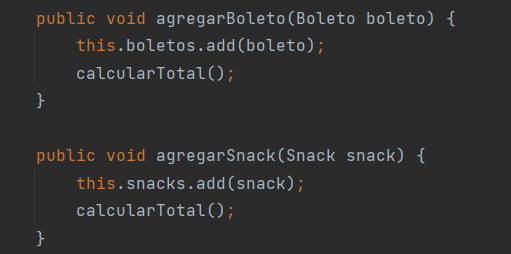 public void agregarBoleto(Boleto boleto) {
    this.boletos.add(boleto);
    calcularTotal();
}
public void agregarSnack(Snack snack) {
    this.snacks.add(snack);
    calcularTotal();
}